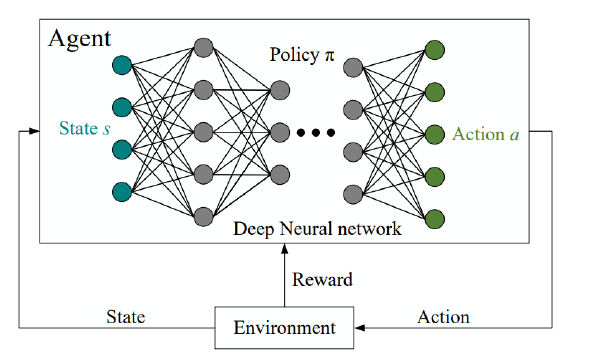 Agent
Policy π
State s
Action a
Deep Neural network
Reward
State
Action
Environment